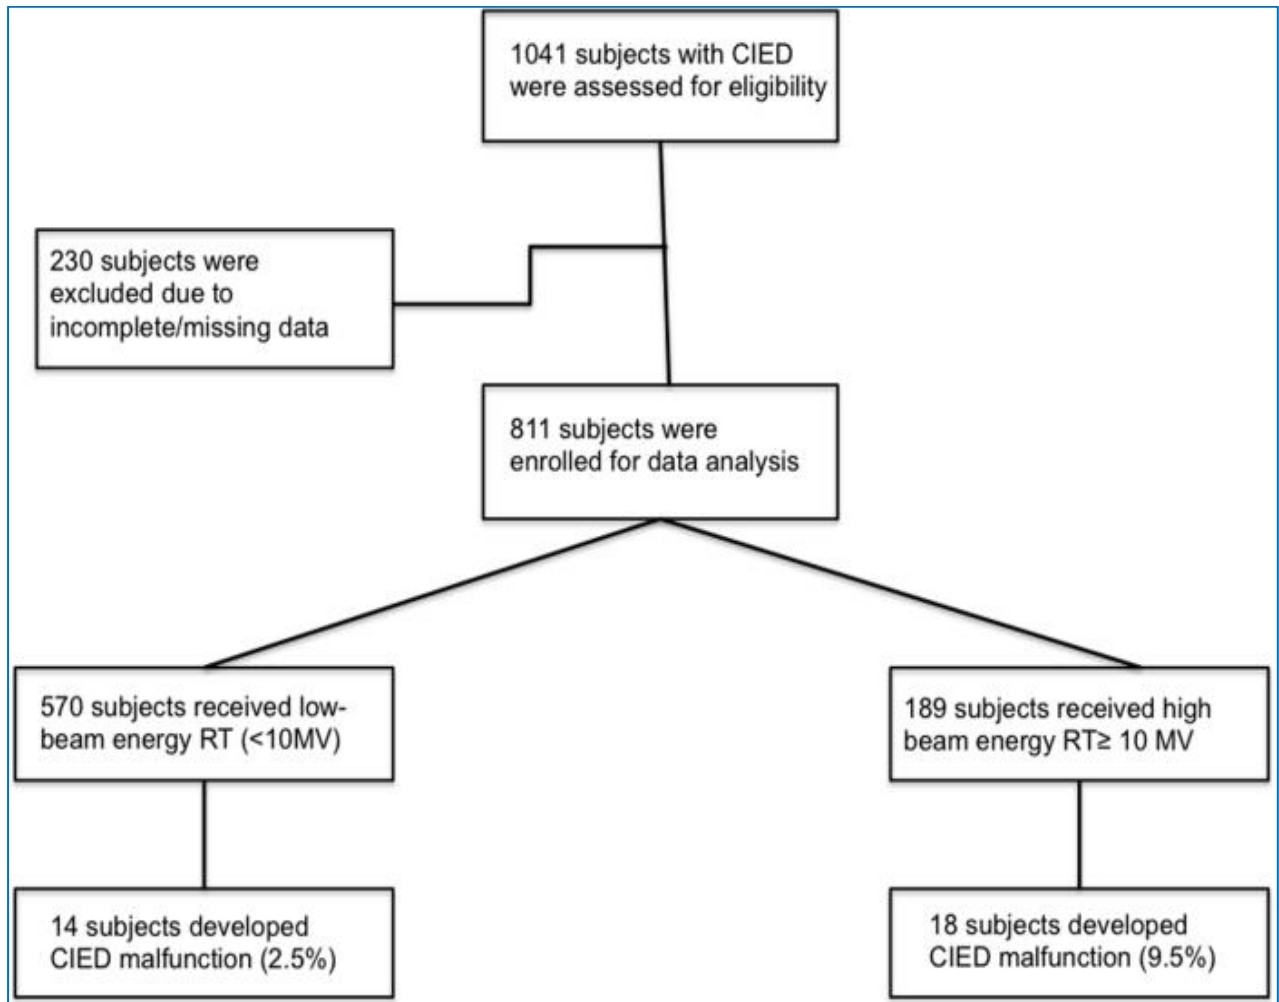 1041 subjects with CIED
were assessed for eligibility
230 subjects were
excluded due to
incomplete/missing data
811 subjects were
enrolled for data analysis
570 subjects received low-
beam energy RT (<10MV)
189 subjects received high
beam energy RT≥ 10 MV
14 subjects developed
CIED malfunction (2.5%)
18 subjects developed
CIED malfunction (9.5%)